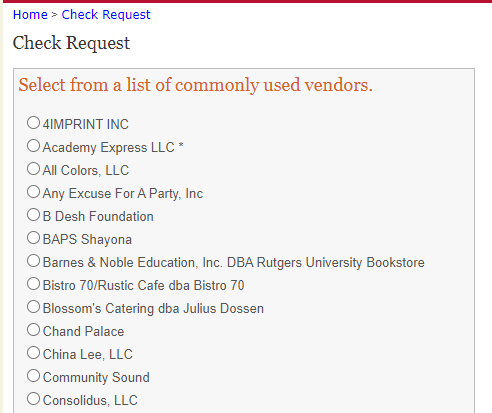 Home > Check Request
Check Request
Select from a list of commonly used vendors.
4IMPRINT INC
Academy Express LLC *
All Colors, LLC
Any Excuse For A Party, Inc
B Desh Foundation
BAPS Shayona
Barnes & Noble Education, Inc. DBA Rutgers University Bookstore
Bistro 70/Rustic Cafe dba Bistro 70
Blossom's Catering dba Julius Dossen
Chand Palace
China Lee, LLC
Community Sound
Consolidus, LLC